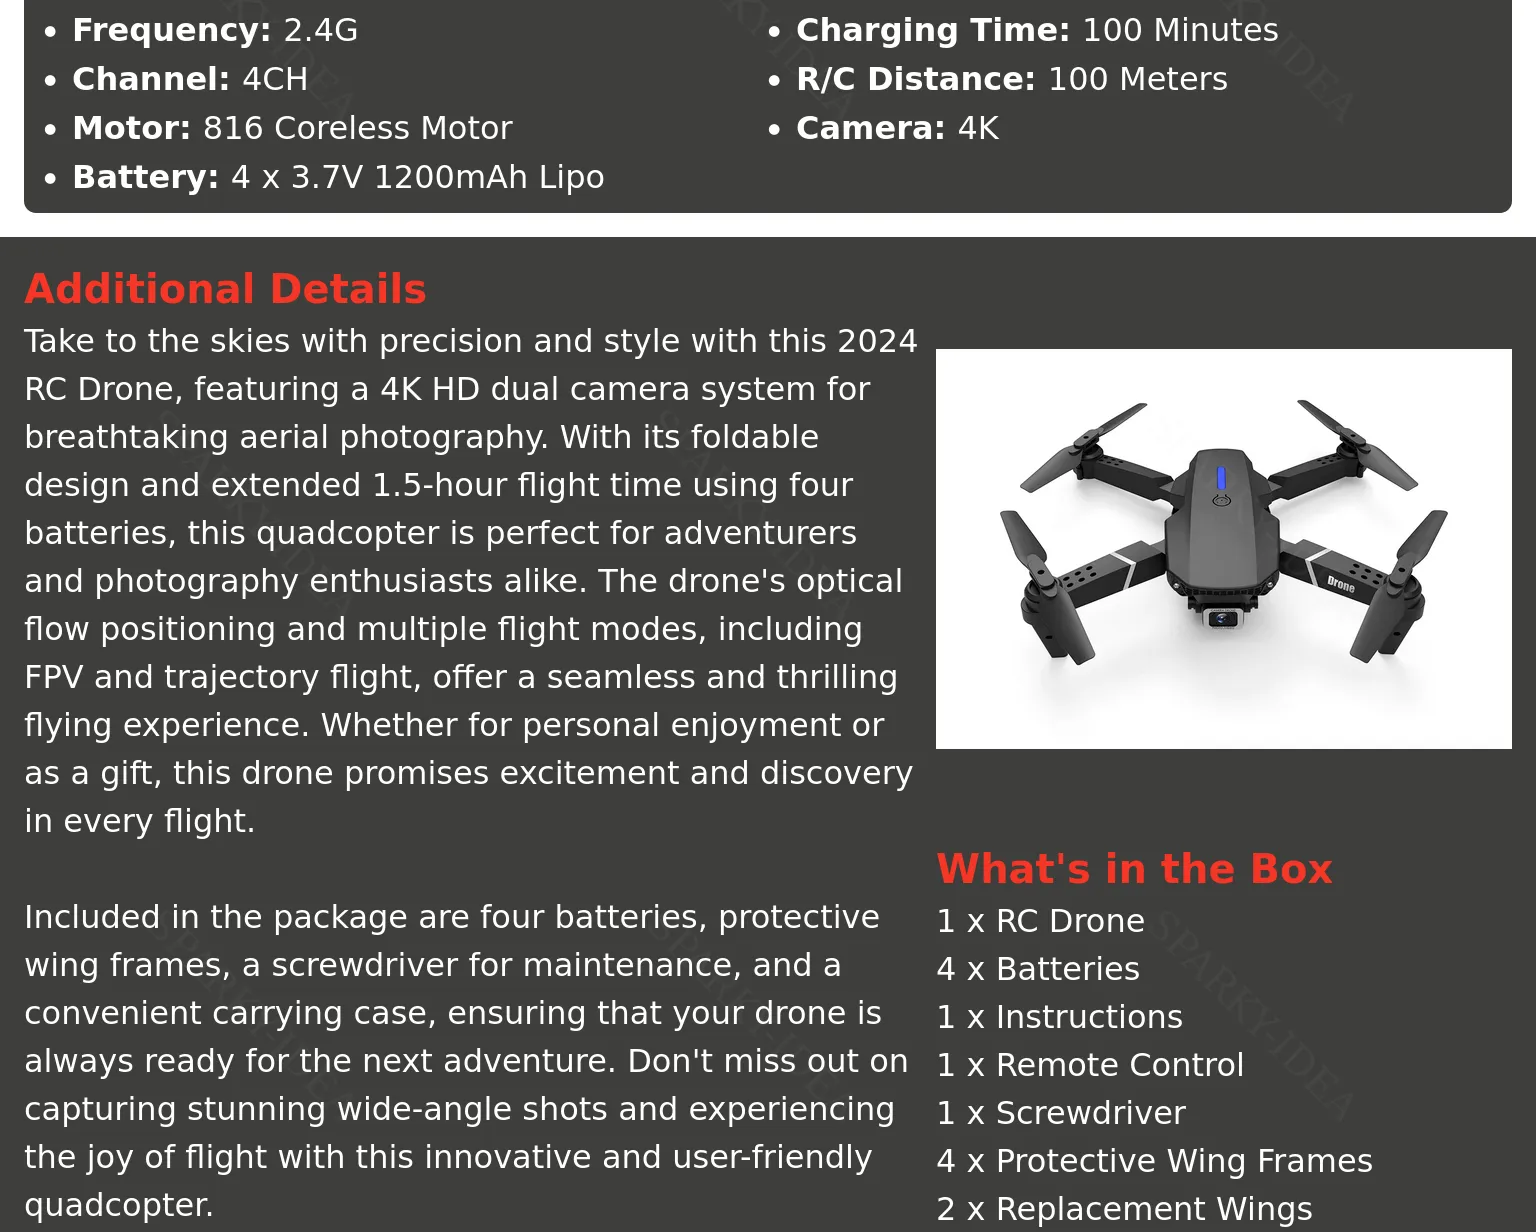 • Frequency: 2.4G
• Channel: 4CH
• Motor: 816 Coreless Motor
• Battery: 4 x 3.7V 1200mAh Lipo
• Charging Time: 100 Minutes
• R/C Distance: 100 Meters
• Camera: 4K
Additional Details
Take to the skies with precision and style with this 2024
RC Drone, featuring a 4K HD dual camera system for
breathtaking aerial photography. With its foldable
design and extended 1.5-hour flight time using four
batteries, this quadcopter is perfect for adventurers
and photography enthusiasts alike. The drone's optical
flow positioning and multiple flight modes, including
FPV and trajectory flight, offer a seamless and thrilling
flying experience. Whether for personal enjoyment or
as a gift, this drone promises excitement and discovery
in every flight.
Included in the package are four batteries, protective
wing frames, a screwdriver for maintenance, and a
convenient carrying case, ensuring that your drone is
always ready for the next adventure. Don't miss out on
capturing stunning wide-angle shots and experiencing
the joy of flight with this innovative and user-friendly
quadcopter.
Drone
What's in the Box
1 x RC Drone
4 x Batteries
1 x Instructions
1 x Remote Control
1 x Screwdriver
4 x Protective Wing Frames
2 x Replacement Wings
SPARKY-IDEA